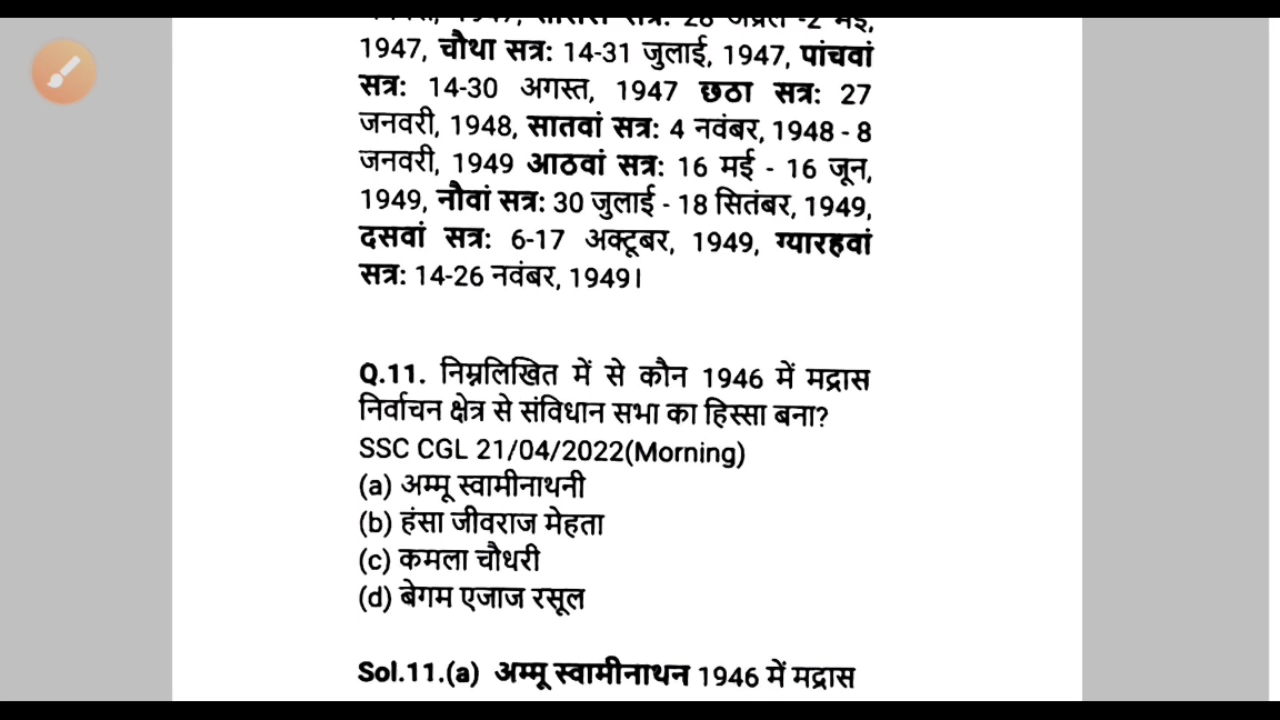 1947, चौथा सत्र: 14-31 जुलाई, 1947, पांचवां
सत्र: 14-30 अगस्त, 1947 छठा सत्र: 27
जनवरी, 1948, सातवां सत्र: 4 नवंबर, 1948 - 8
जनवरी, 1949 आठवां सत्र: 16 मई - 16 जून,
1949, नौवां सत्र: 30 जुलाई - 18 सितंबर, 1949,
दसवां सत्र: 6-17 अक्टूबर, 1949, ग्यारहवां
सत्र: 14-26 नवंबर, 1949।
Q.11. निम्नलिखित में से कौन 1946 में मद्रास
निर्वाचन क्षेत्र से संविधान सभा का हिस्सा बना?
SSC CGL 21/04/2022(Morning)
(a) अम्मू स्वामीनाथनी
(b) हंसा जीवराज मेहता
(c) कमला चौधरी
(d) बेगम एजाज रसूल
Sol.11.(a) अम्मू स्वामीनाथन 1946 में मद्रास